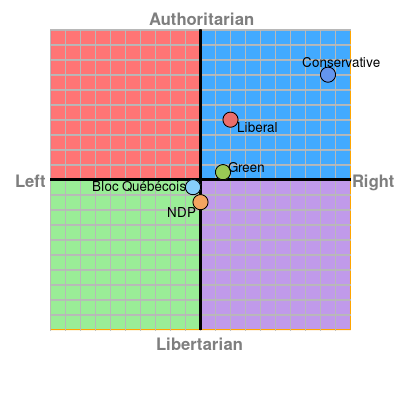 Authoritarian
Conservative
Liberal
Green
Left
Right
Bloc Québécois
NDP
Libertarian